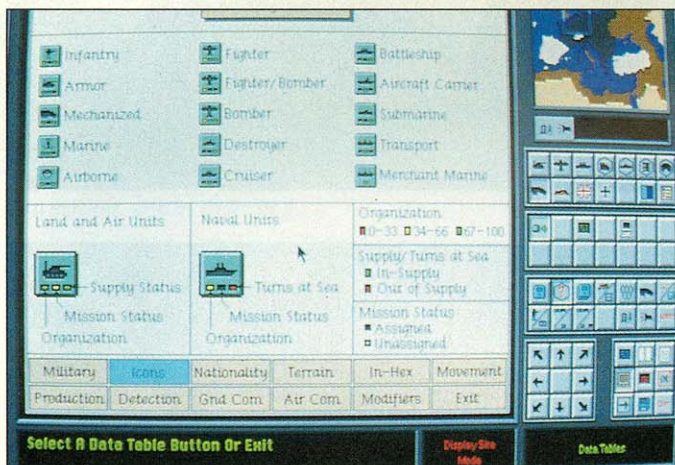 Infantry
Fighter
Battleship
Armor
Fighter/Bomber
Aircraft Carrier
Mechanized
Bomber
Submarine
Marine
Destroyer
Transport
Airborne
Cruiser
Merchant Marine
Land and Air Units
Supply Status
Mission Status
Organization
Naval Units
Turns at Sea
Mission Status
Organization
Organization
0-33 34-66 67-100
Supply/Turns at Sea
In-Supply
Out of Supply
Mission Status
Assigned
Unassigned
Military Icons Nationality Terrain In-Hex Movement
Production Detection Gnd Com Air Com Modifiers Exit
Select A Data Table Button Or Exit
Display Site
Mode
Data Tables